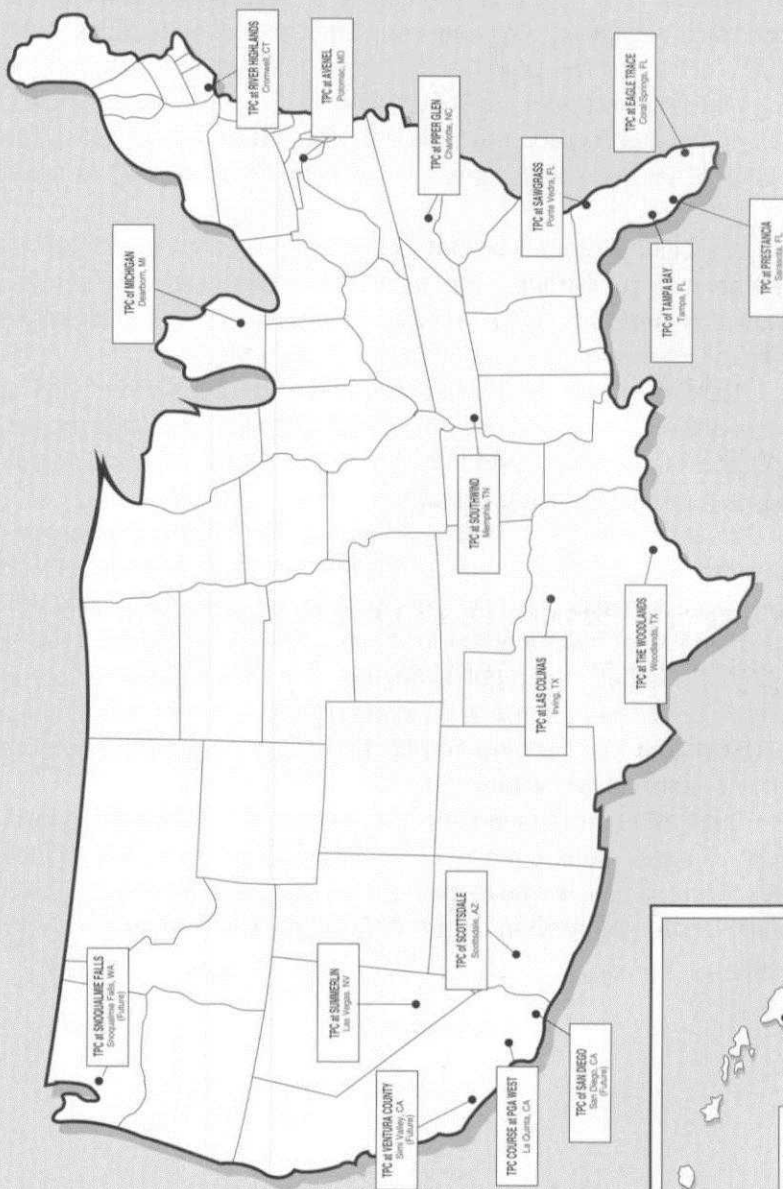 TPC at SNOQUALMIE FALLS
Snoqualmie Falls, WA
(Future)
TPC of MICHIGAN
Dearborn, MI
TPC at RIVER HIGHLANDS
Cromwell, CT
TPC at AVENEL
Potomac, MD
TPC at SUMMERLIN
Las Vegas, NV
TPC at PIPER GLEN
Charlotte, NC
TPC at VENTURA COUNTY
Simi Valley, CA
(Future)
TPC of SCOTTSDALE
Scottsdale, AZ
TPC at SOUTHWIND
Memphis, TN
TPC at SAWGRASS
Ponte Vedra, FL
TPC COURSE at PGA WEST
La Quinta, CA
TPC at LAS COLINAS
Irving, TX
TPC at EAGLE TRACE
Coral Springs, FL
TPC of SAN DIEGO
San Diego, CA
(Future)
TPC at THE WOODLANDS
Woodlands, TX
TPC of TAMPA BAY
Tampa, FL
TPC at PRESTANCIA
Sarasota, FL